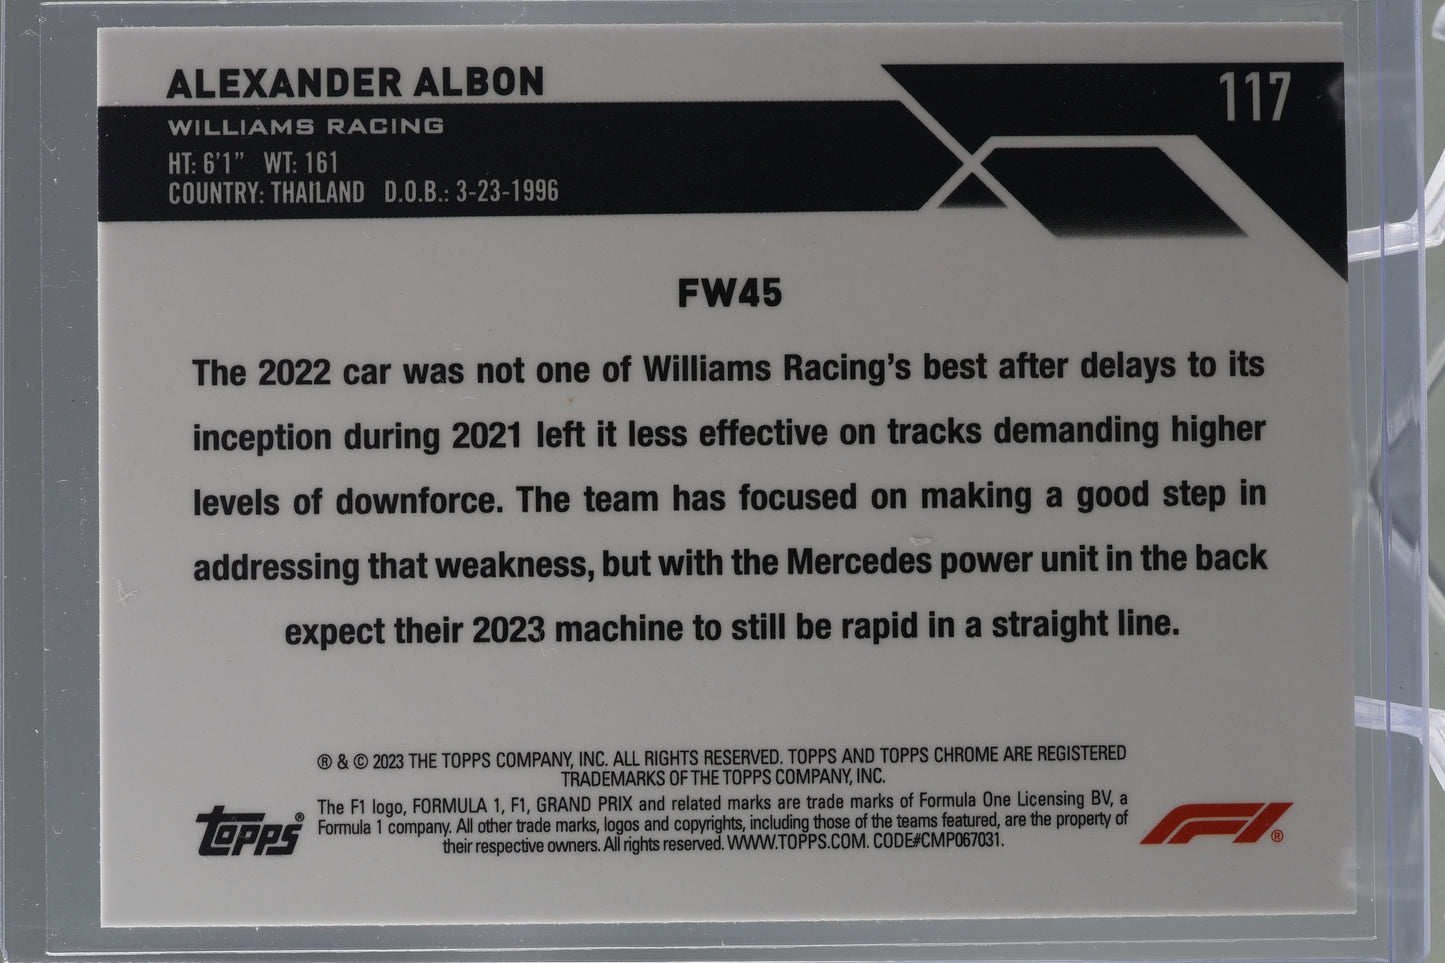 ALEXANDER ALBON
117
WILLIAMS RACING
HT: 6'1" WT: 161
COUNTRY: THAILAND D.O.B.: 3-23-1996
FW45
The 2022 car was not one of Williams Racing's best after delays to its
inception during 2021 left it less effective on tracks demanding higher
levels of downforce. The team has focused on making a good step in
addressing that weakness, but with the Mercedes power unit in the back
expect their 2023 machine to still be rapid in a straight line.
® & © 2023 THE TOPPS COMPANY, INC. ALL RIGHTS RESERVED. TOPPS AND TOPPS CHROME ARE REGISTERED
TRADEMARKS OF THE TOPPS COMPANY, INC.
The F1 logo, FORMULA 1, F1, GRAND PRIX and related marks are trade marks of Formula One Licensing BV, a
Formula 1 company. All other trade marks, logos and copyrights, including those of the teams featured, are the property of
their respective owners. All rights reserved. WWW.TOPPS.COM. CODE#CMP067031.
Topps®
F1®